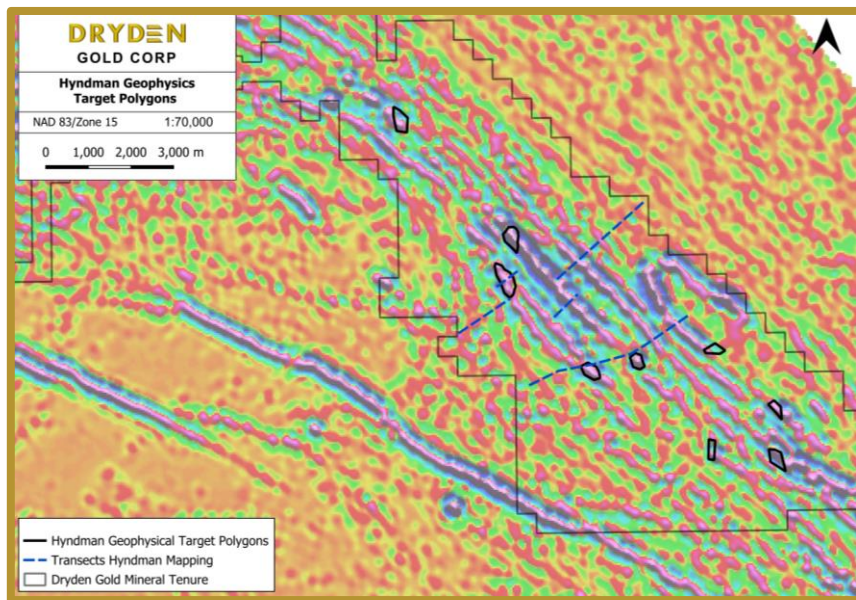 DRYDEN
GOLD CORP
Hyndman Geophysics
Target Polygons
NAD 83/Zone 15 1:70,000
0 1,000 2,000 3,000 m
Hyndman Geophysical Target Polygons
Transects Hyndman Mapping
Dryden Gold Mineral Tenure